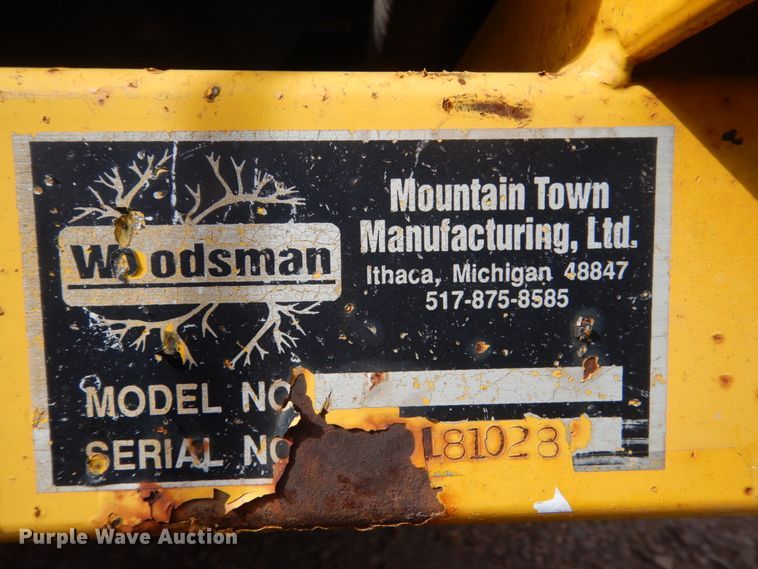 Woodsman
Mountain Town
Manufacturing, Ltd.
Ithaca, Michigan 48847
517-875-8585
MODEL NO
SERIAL NO
181028
Purple Wave Auction